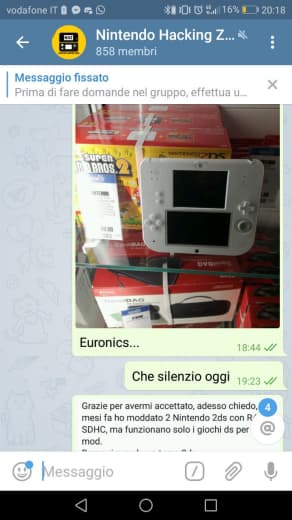 vodafone IT 16% 20:18
Nintendo Hacking Z...
858 membri
Messaggio fissato
Prima di fare domande nel gruppo, effettua u...
SUPER
BROS. 2
NINTENDO 2DS
Euronics...
18:44
Che silenzio oggi 19:23
Grazie per avermi accettato, adesso chiedo,
mesi fa ho moddato 2 Nintendo 2ds con
SDHC, ma funzionano solo i giochi ds per
mod.
4
@
Messaggio